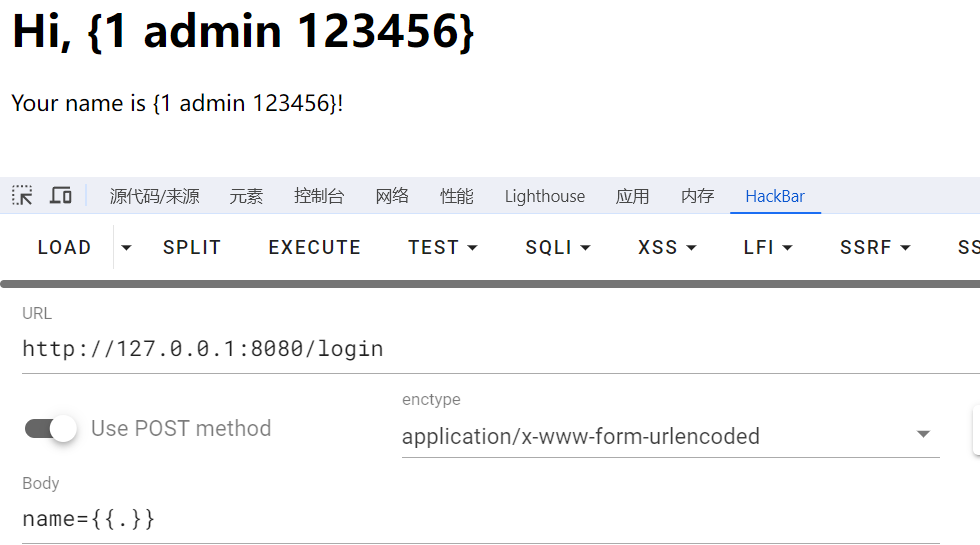 Hi, {1 admin 123456}
Your name is {1 admin 123456}!
源代码/来源 元素 控制台 网络 性能 Lighthouse 应用 内存 HackBar
LOAD SPLIT EXECUTE TEST SQLI XSS LFI SSRF SS
URL
http://127.0.0.1:8080/login
enctype
Use POST method application/x-www-form-urlencoded
Body
name={{.}}